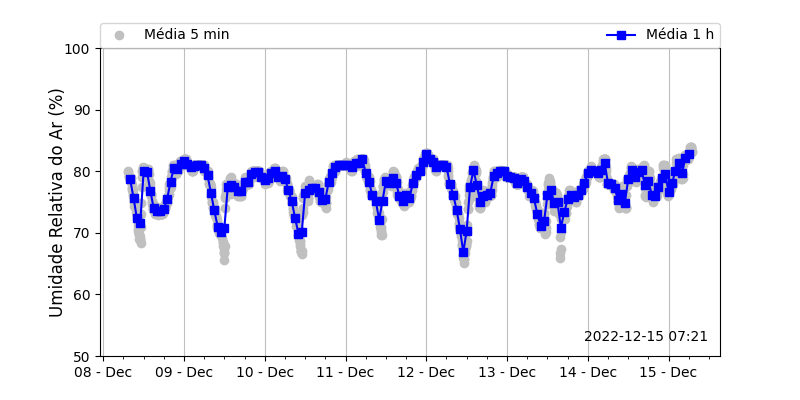 Média 5 min Média 1 h
Umidade Relativa do Ar (%)
100
90
80
70
60
50
2022-12-15 07:21
08 - Dec 09 - Dec 10 - Dec 11 - Dec 12 - Dec 13 - Dec 14 - Dec 15 - Dec